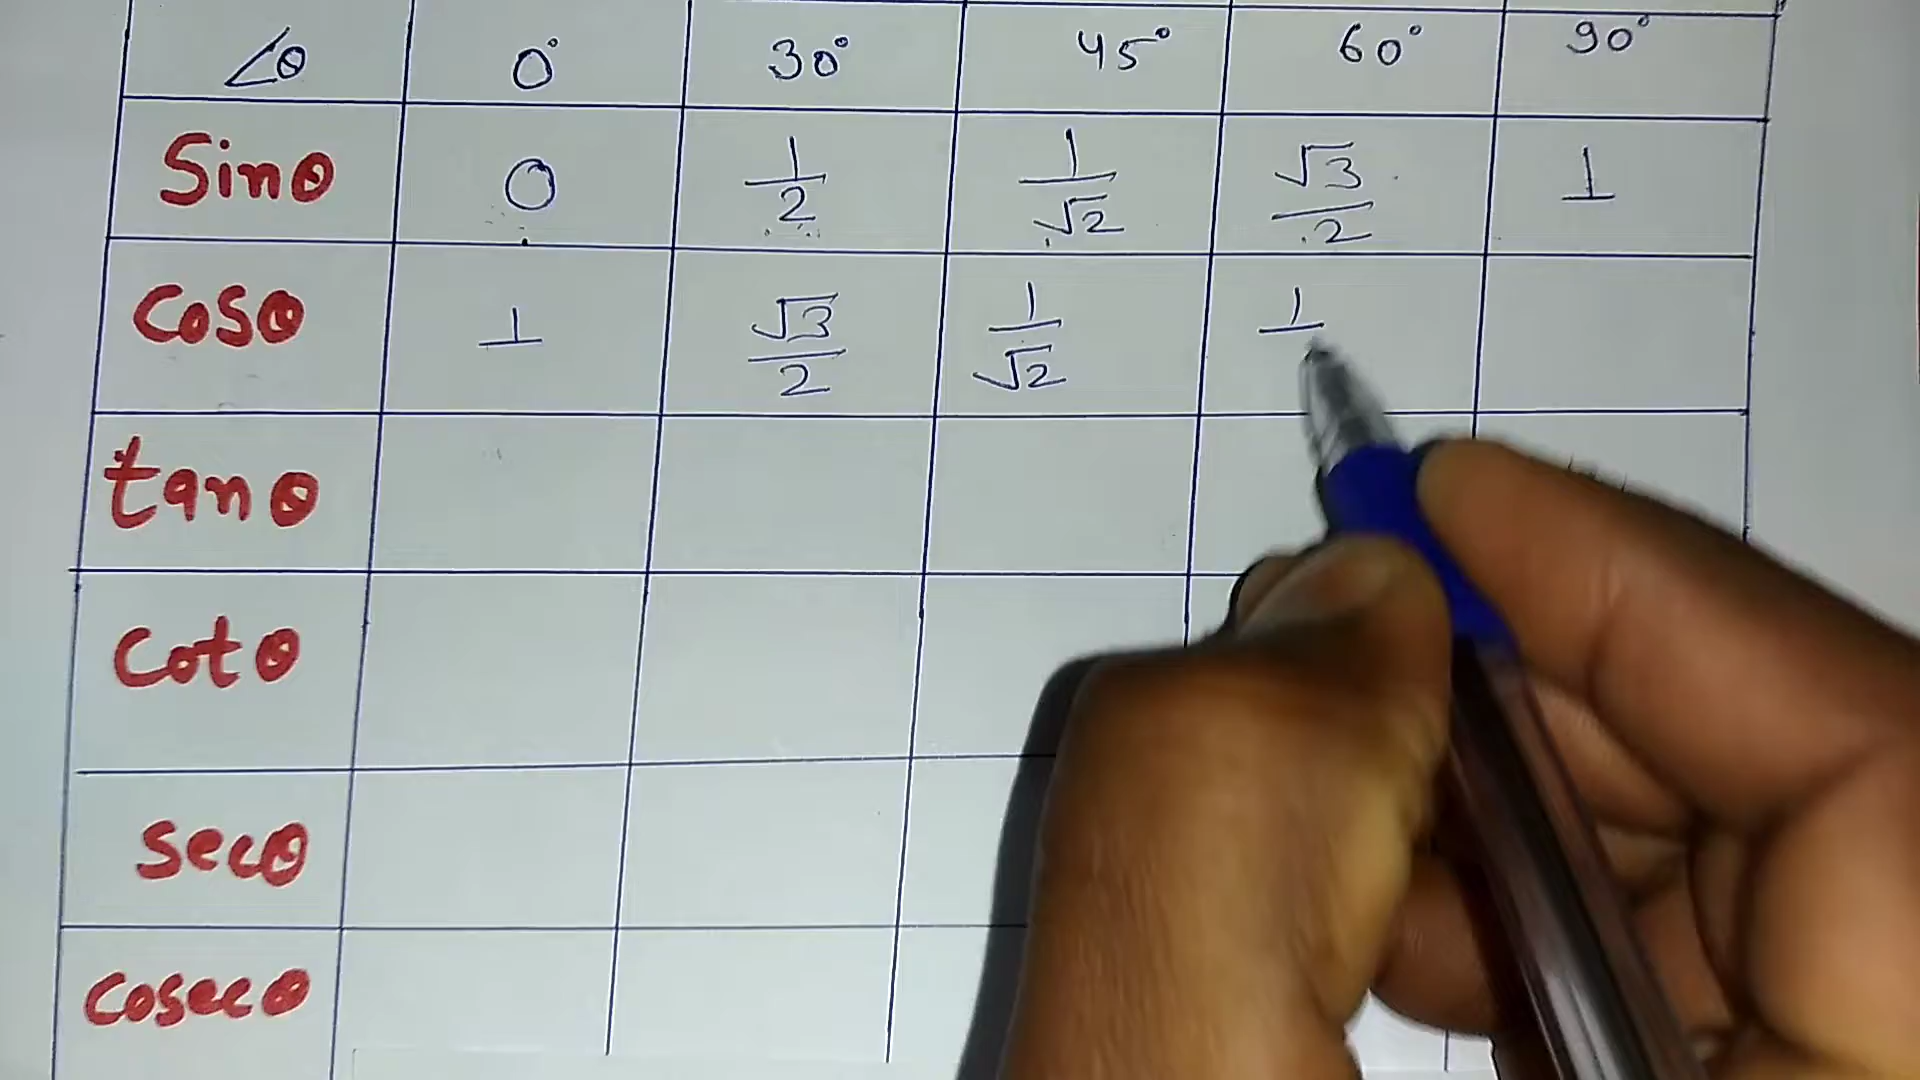 ∠θ 0° 30° 45° 60° 90°
Sinθ 0 1/2 1/√2 √3/2 1
cosθ 1 √3/2 1/√2 1/
tanθ
cotθ
secθ
cosecθ